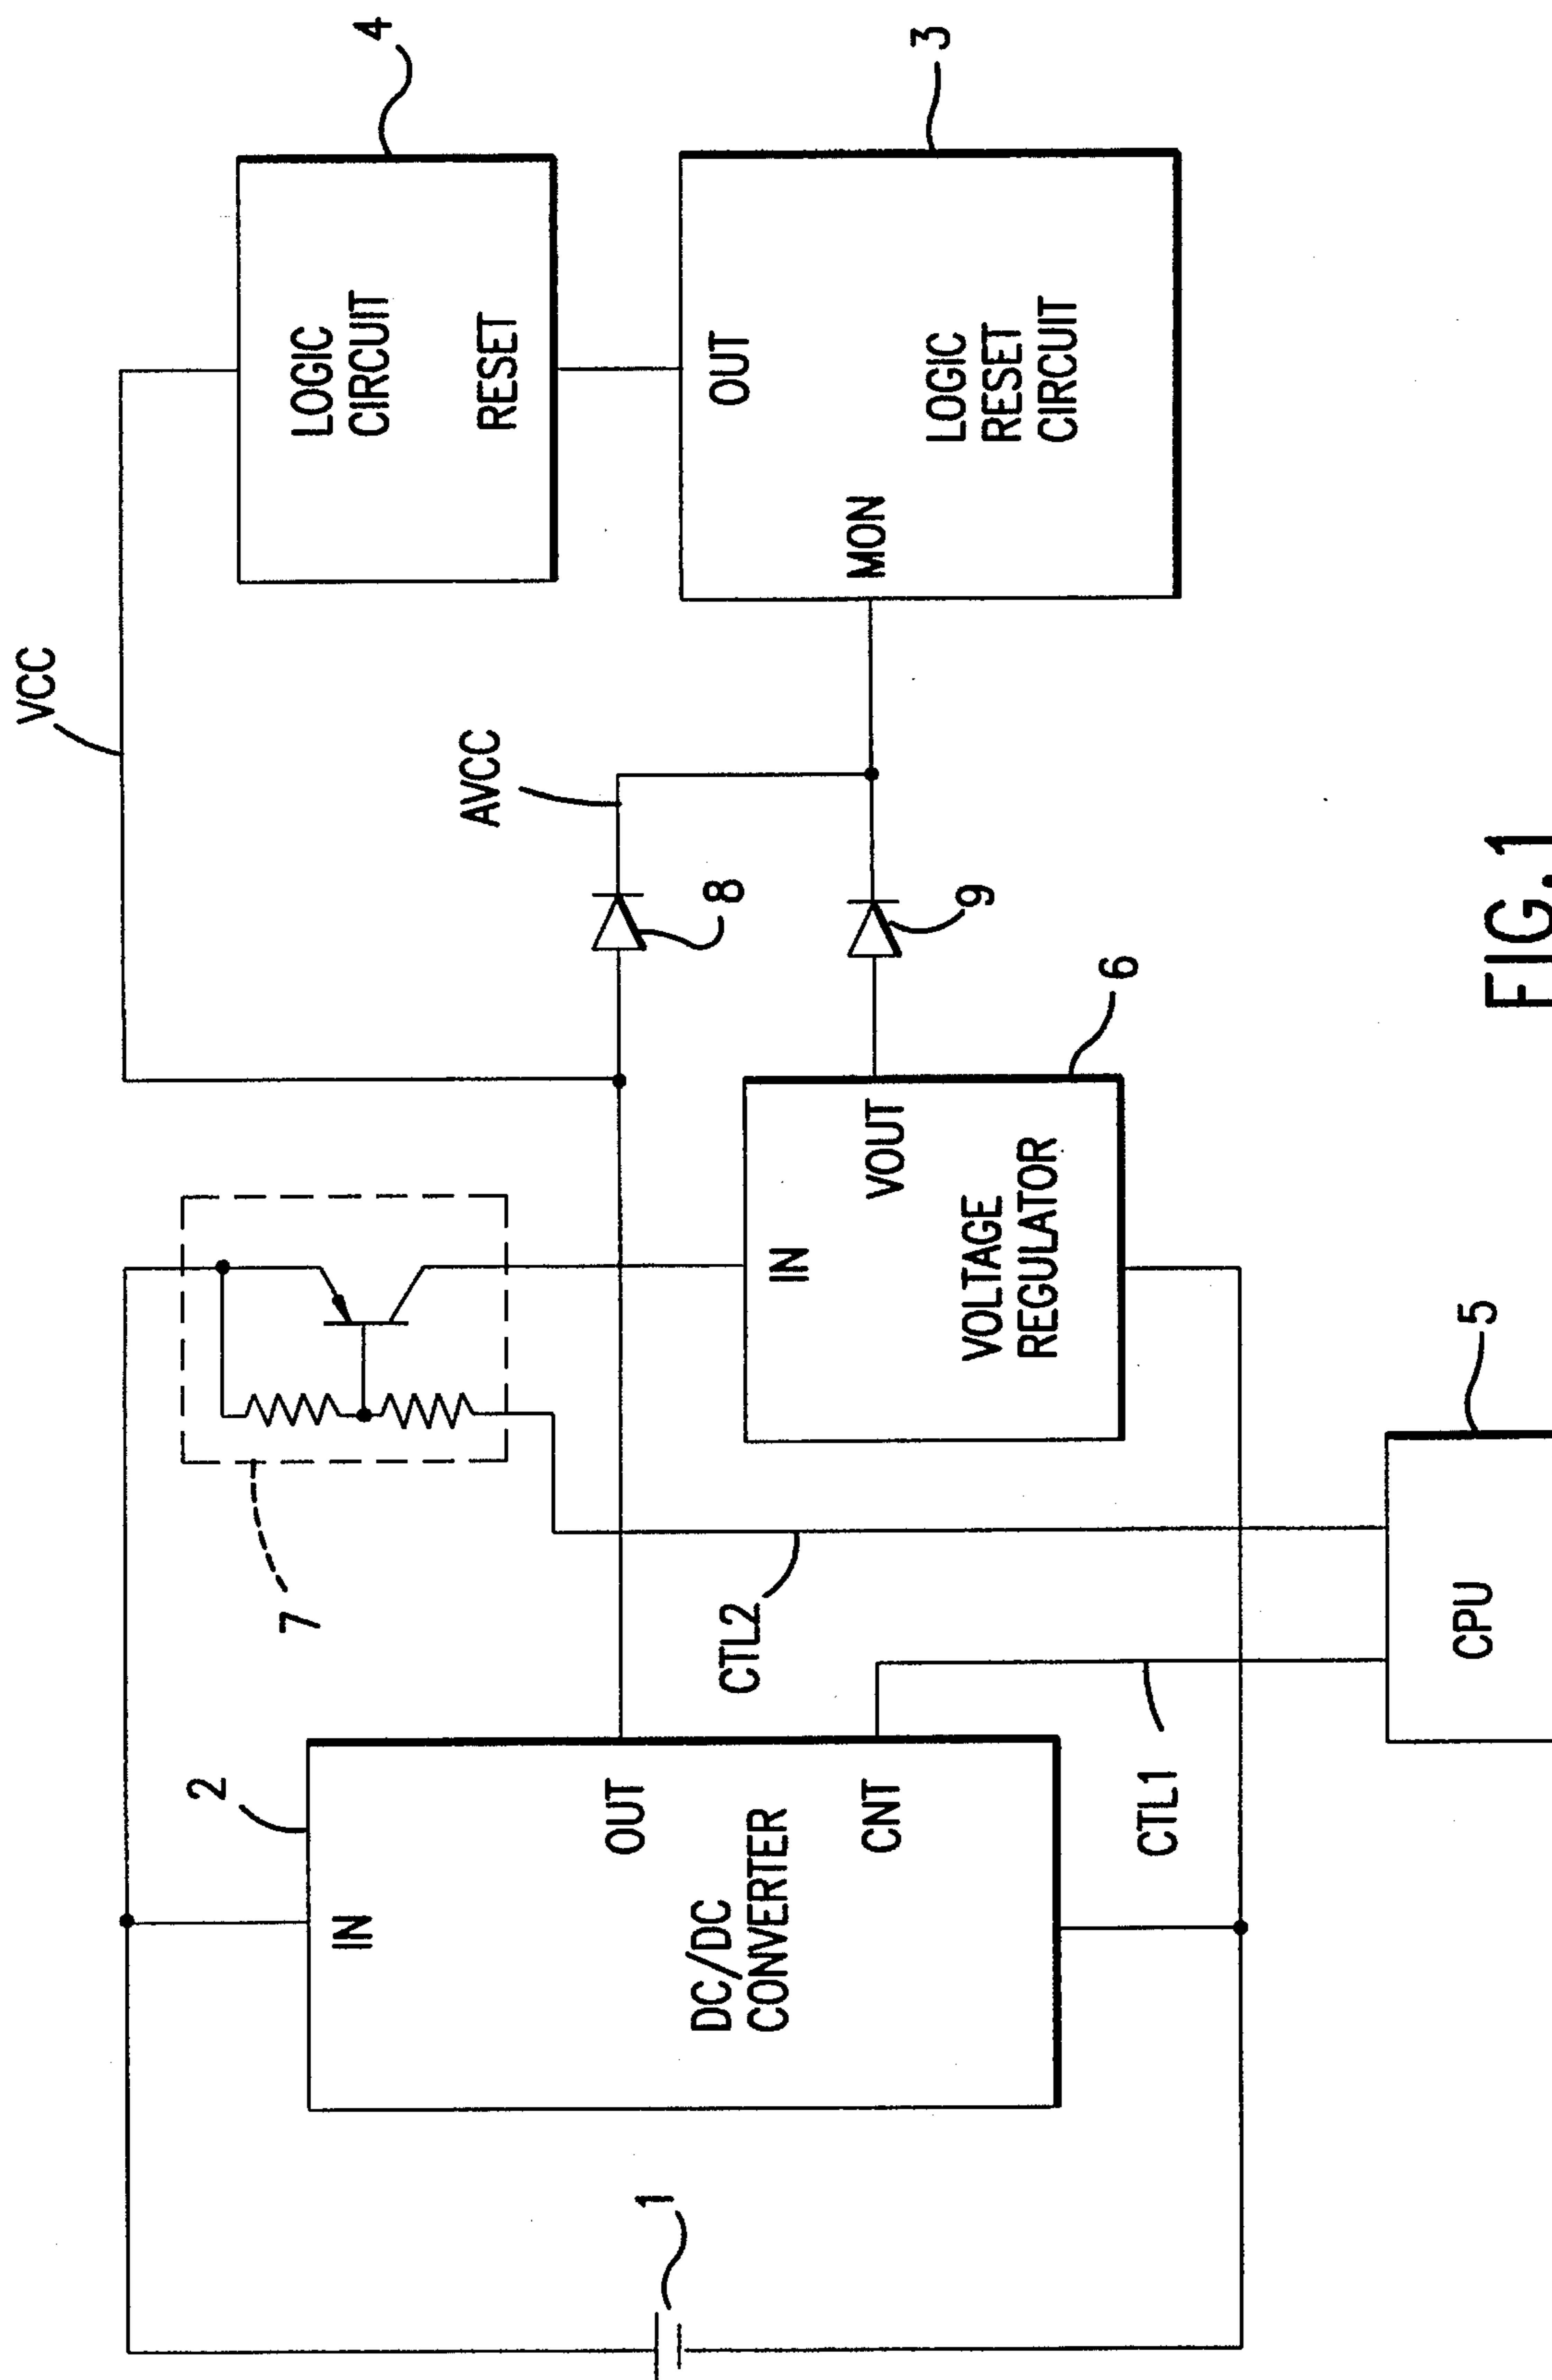 VCC
4
LOGIC
CIRCUIT
RESET
3
OUT
MON
LOGIC
RESET
CIRCUIT
AVCC
8
9
6
VOUT
IN
VOLTAGE
REGULATOR
7
CTL2
2
IN
OUT
CNT
DC/DC
CONVERTER
CTL1
5
CPU
1
FIG.1